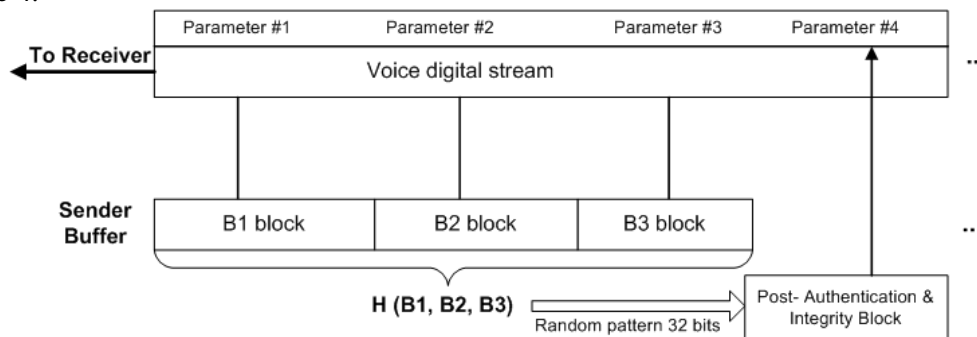 Parameter #1 Parameter #2 Parameter #3 Parameter #4
To Receiver
Voice digital stream
..
Sender
Buffer
B1 block B2 block B3 block
...
H (B1, B2, B3)
Random pattern 32 bits
Post- Authentication &
Integrity Block